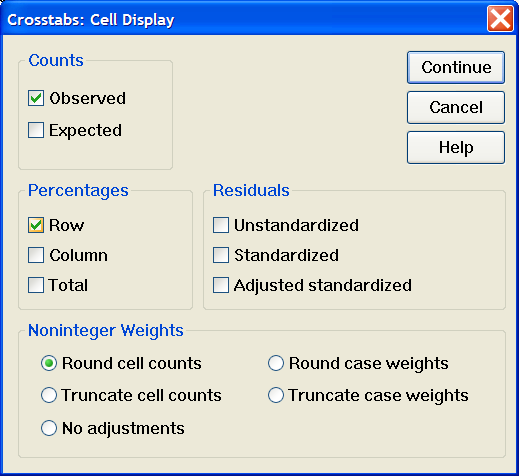 Crosstabs: Cell Display
Counts
Observed
Expected
Continue
Cancel
Help
Percentages
Row
Column
Total
Residuals
Unstandardized
Standardized
Adjusted standardized
Noninteger Weights
Round cell counts
Round case weights
Truncate cell counts
Truncate case weights
No adjustments